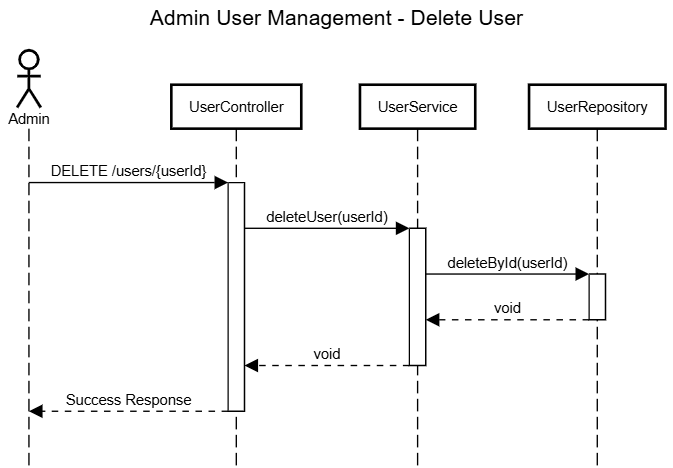 Admin User Management - Delete User
Admin
UserController
UserService
UserRepository
DELETE /users/{userId}
deleteUser(userId)
deleteById(userId)
void
void
Success Response